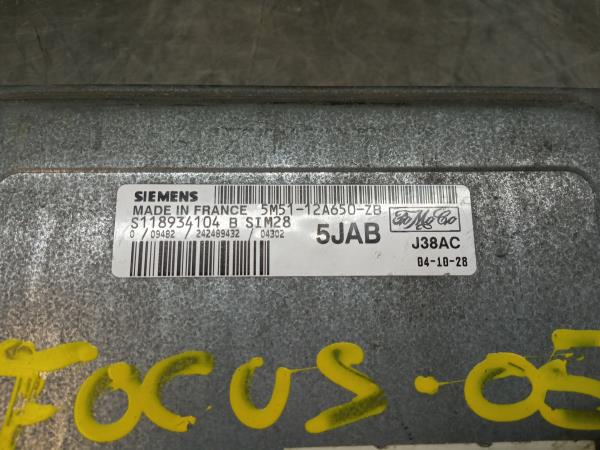 SIEMENS
MADE IN FRANCE 5M51-12A650-ZB
S118934104 B SIM28
0 / 09482 / 242489432 / 04302
5JAB
FoMoCo
J38AC
04-10-28
FOCUS-05